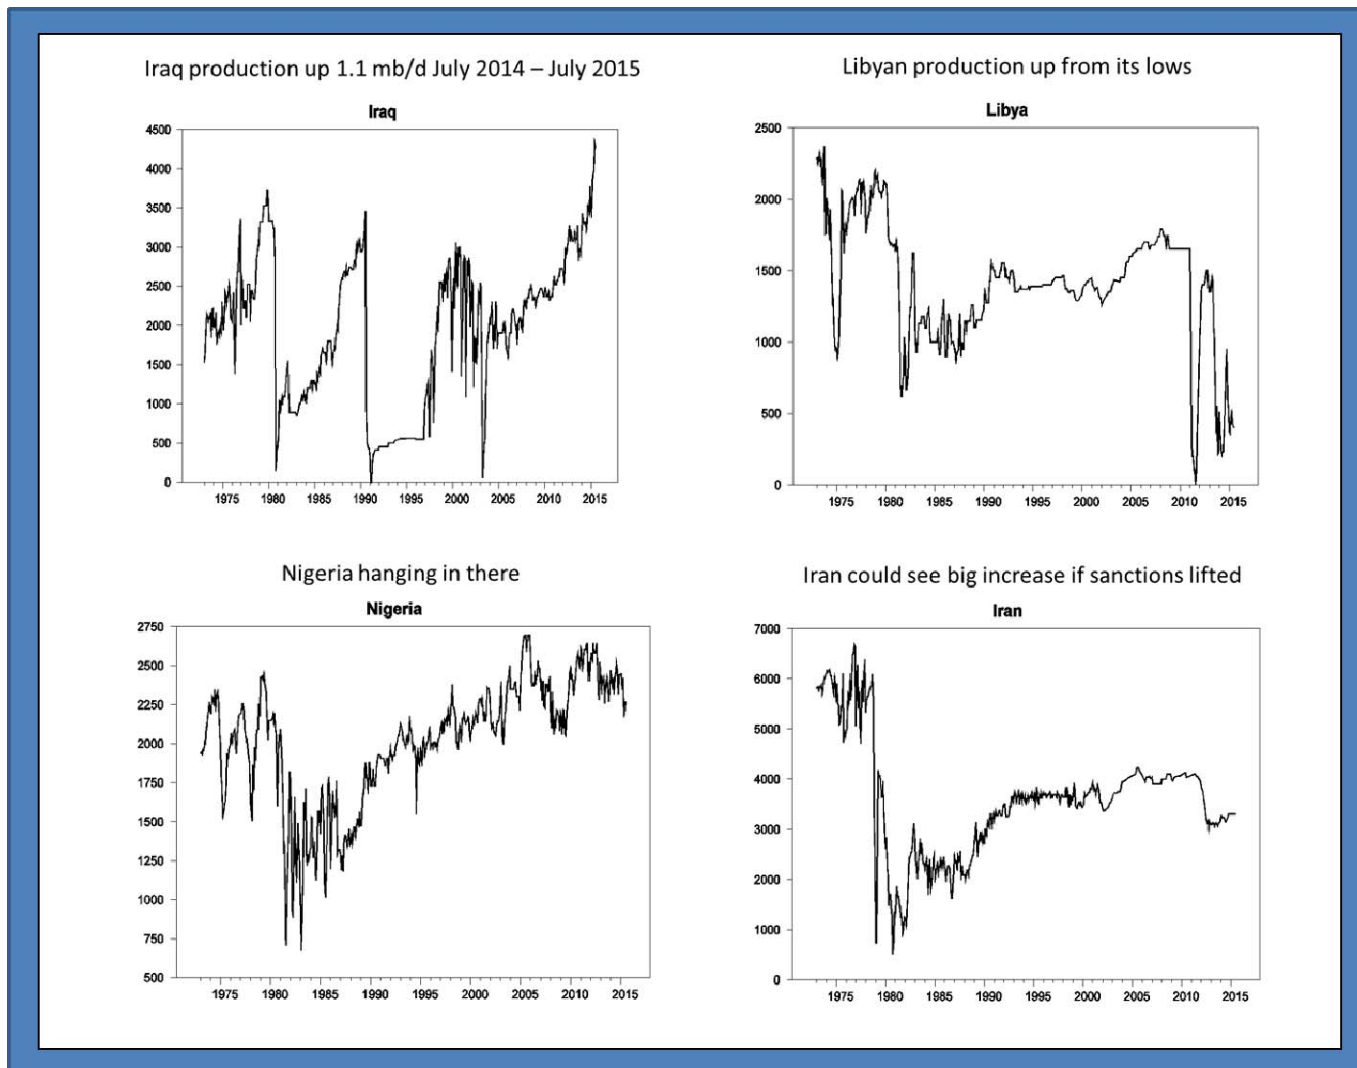 Iraq production up 1.1 mb/d July 2014 – July 2015
Iraq
4500
4000
3500
3000
2500
2000
1500
1000
500
0
1975 1980 1985 1990 1995 2000 2005 2010 2015
Libyan production up from its lows
Libya
2500
2000
1500
1000
500
0
1975 1980 1985 1990 1995 2000 2005 2010 2015
Nigeria hanging in there
Nigeria
2750
2500
2250
2000
1750
1500
1250
1000
750
500
1975 1980 1985 1990 1995 2000 2005 2010 2015
Iran could see big increase if sanctions lifted
Iran
7000
6000
5000
4000
3000
2000
1000
0
1975 1980 1985 1990 1995 2000 2005 2010 2015